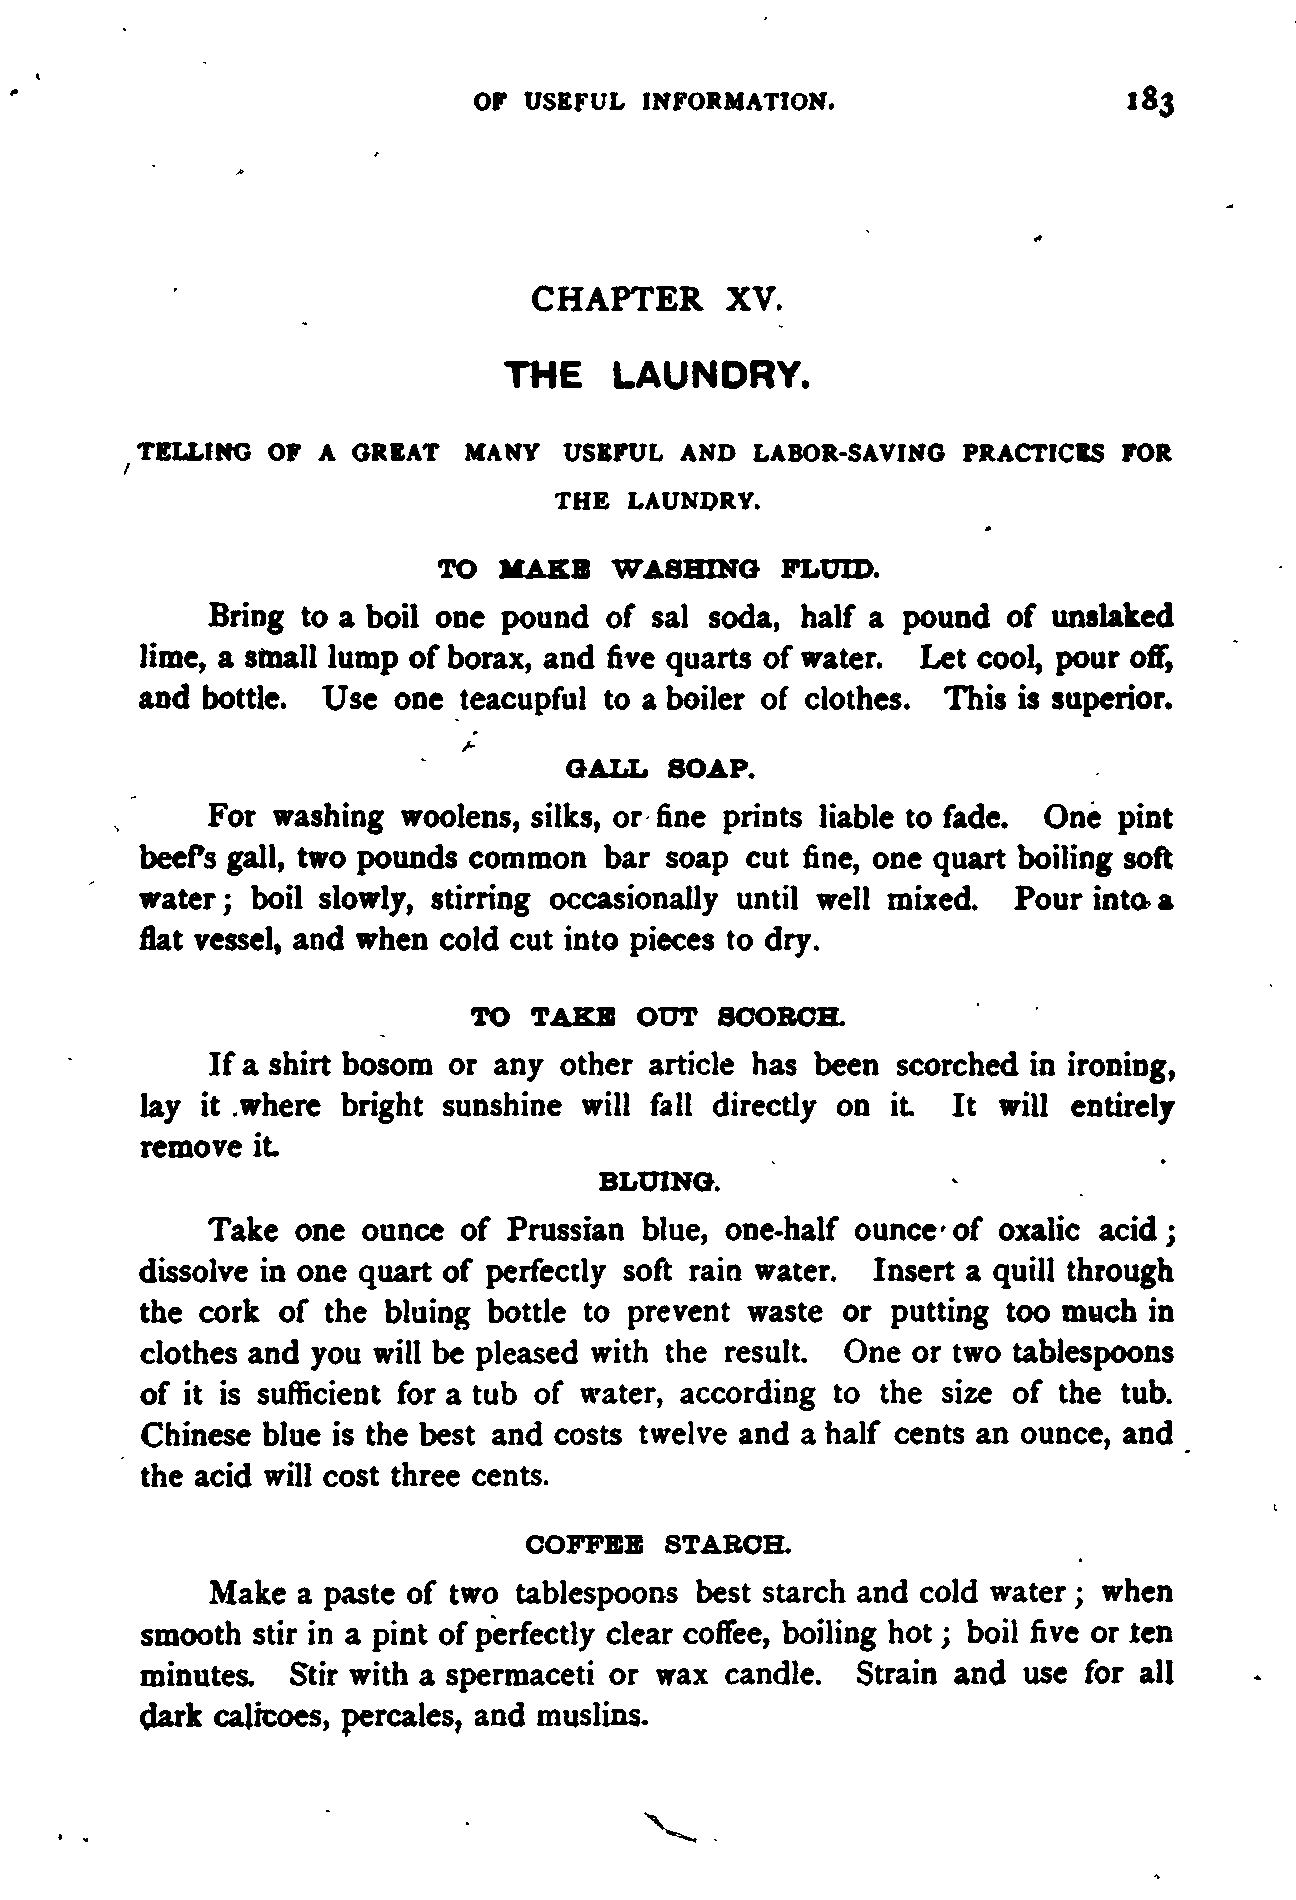 OF USEFUL INFORMATION. 183
CHAPTER XV.
THE LAUNDRY.
TELLING OF A GREAT MANY USEFUL AND LABOR-SAVING PRACTICES FOR
THE LAUNDRY.
TO MAKE WASHING FLUID.
Bring to a boil one pound of sal soda, half a pound of unslaked
lime, a small lump of borax, and five quarts of water. Let cool, pour off,
and bottle. Use one teacupful to a boiler of clothes. This is superior.
GALL SOAP.
For washing woolens, silks, or fine prints liable to fade. One pint
beef's gall, two pounds common bar soap cut fine, one quart boiling soft
water; boil slowly, stirring occasionally until well mixed. Pour into a
flat vessel, and when cold cut into pieces to dry.
TO TAKE OUT SCORCH.
If a shirt bosom or any other article has been scorched in ironing,
lay it where bright sunshine will fall directly on it. It will entirely
remove it.
BLUING.
Take one ounce of Prussian blue, one-half ounce of oxalic acid;
dissolve in one quart of perfectly soft rain water. Insert a quill through
the cork of the bluing bottle to prevent waste or putting too much in
clothes and you will be pleased with the result. One or two tablespoons
of it is sufficient for a tub of water, according to the size of the tub.
Chinese blue is the best and costs twelve and a half cents an ounce, and
the acid will cost three cents.
COFFEE STARCH.
Make a paste of two tablespoons best starch and cold water; when
smooth stir in a pint of perfectly clear coffee, boiling hot; boil five or ten
minutes. Stir with a spermaceti or wax candle. Strain and use for all
dark calicoes, percales, and muslins.